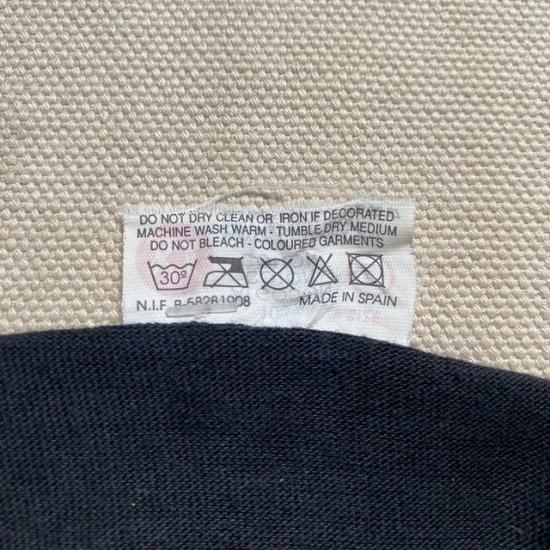 DO NOT DRY CLEAN OR IRON IF DECORATED
MACHINE WASH WARM - TUMBLE DRY MEDIUM
DO NOT BLEACH - COLOURED GARMENTS
30º
N.I.F. B-58281908 MADE IN SPAIN